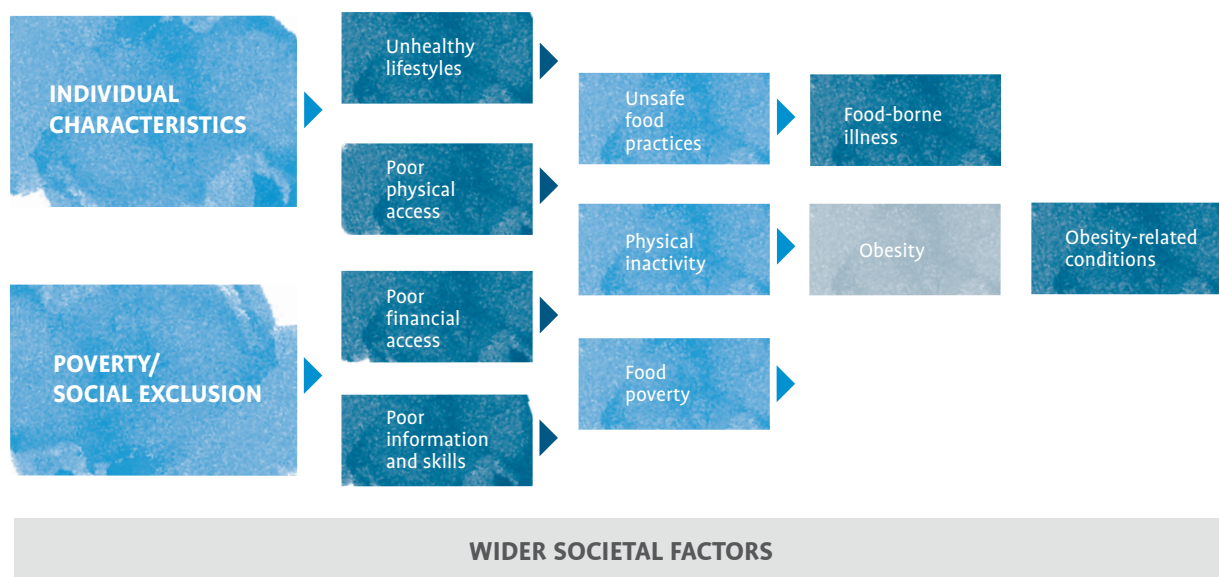 INDIVIDUAL
CHARACTERISTICS
POVERTY/
SOCIAL EXCLUSION
Unhealthy
lifestyles
Poor
physical
access
Poor
financial
access
Poor
information
and skills
Unsafe
food
practices
Physical
inactivity
Food
poverty
Food-borne
illness
Obesity
Obesity-related
conditions
WIDER SOCIETAL FACTORS